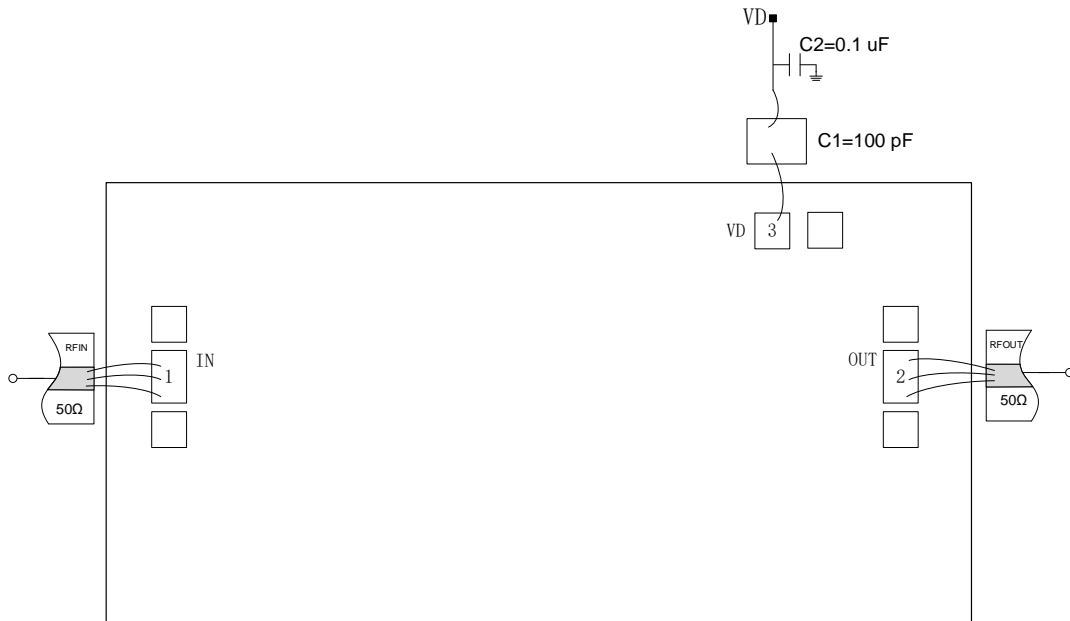 VD
C2=0.1 uF
C1=100 pF
VD 3
RFIN
IN
1
50Ω
OUT
2
RFOUT
50Ω